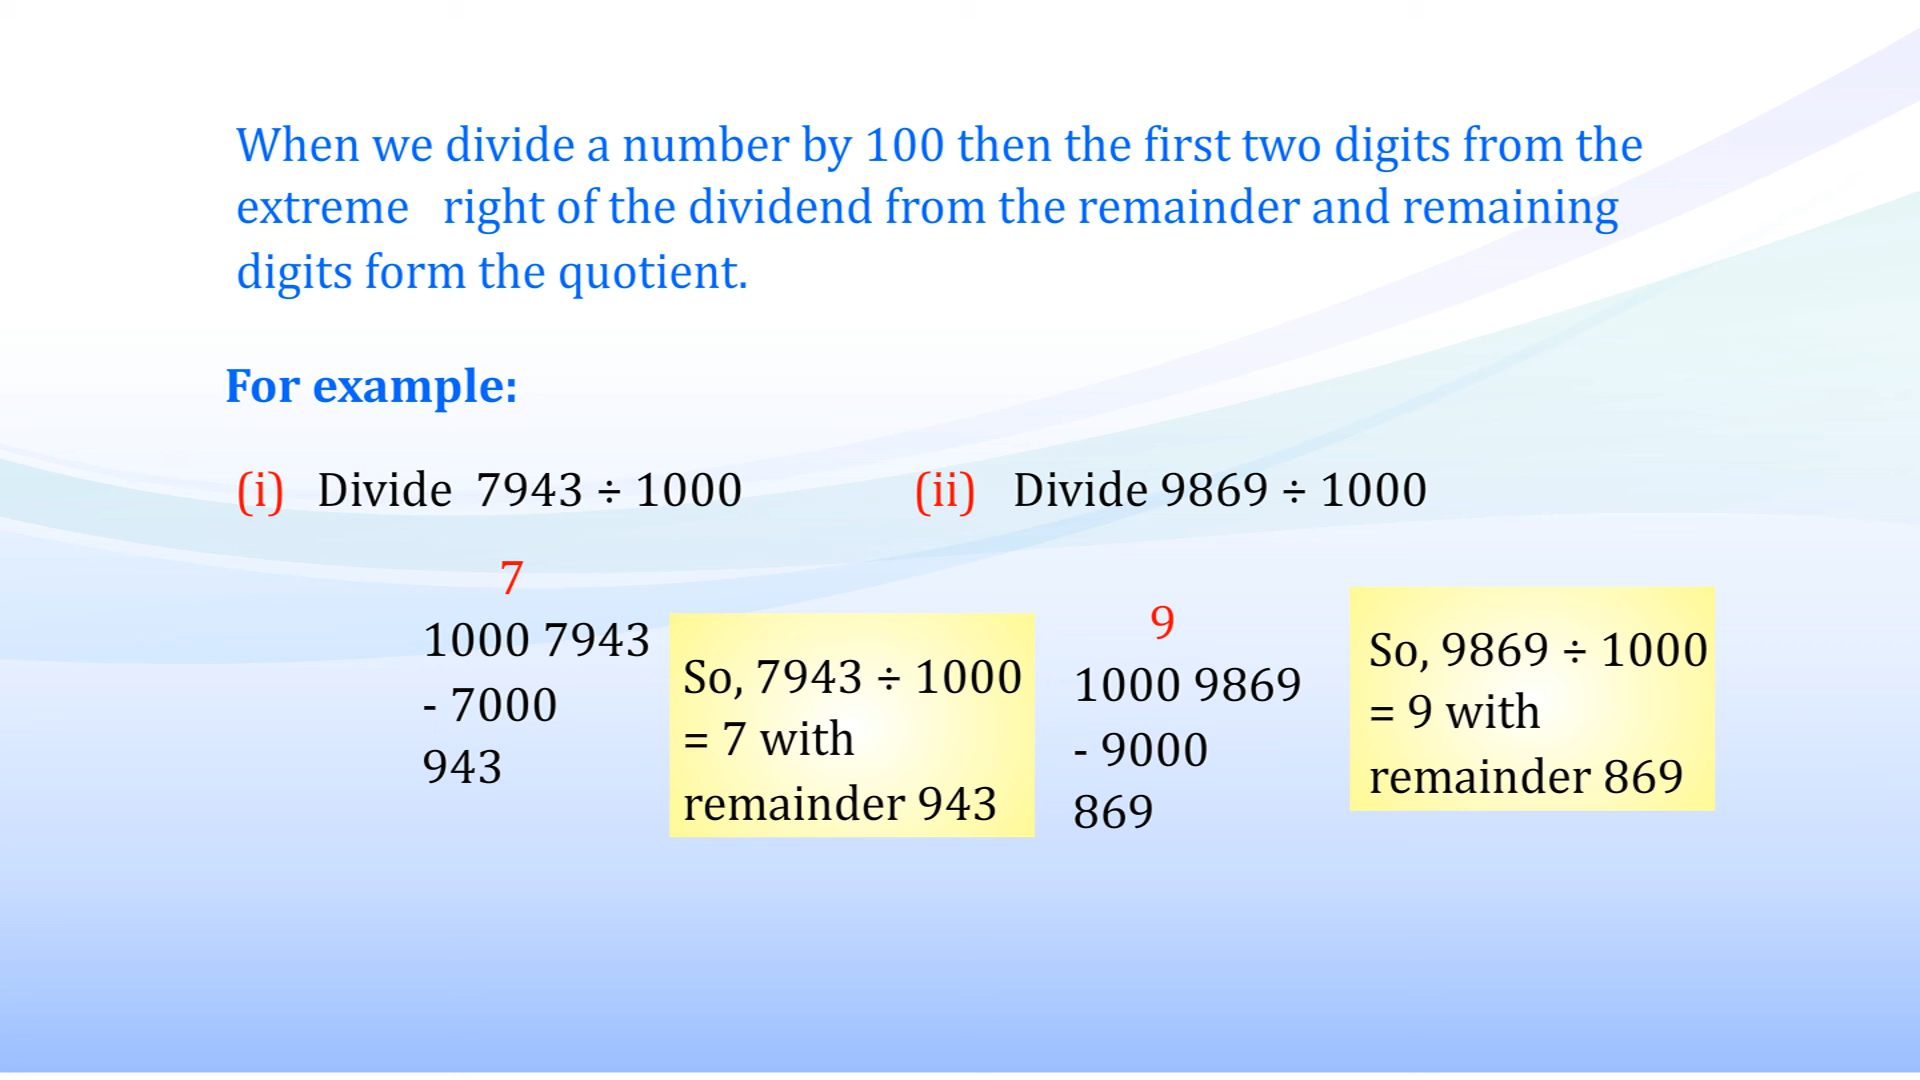 When we divide a number by 100 then the first two digits from the
extreme right of the dividend from the remainder and remaining
digits form the quotient.
For example:
(i) Divide 7943 ÷ 1000
(ii) Divide 9869 ÷ 1000
7
1000 7943
- 7000
943
So, 7943 ÷ 1000
= 7 with
remainder 943
9
1000 9869
- 9000
869
So, 9869 ÷ 1000
= 9 with
remainder 869